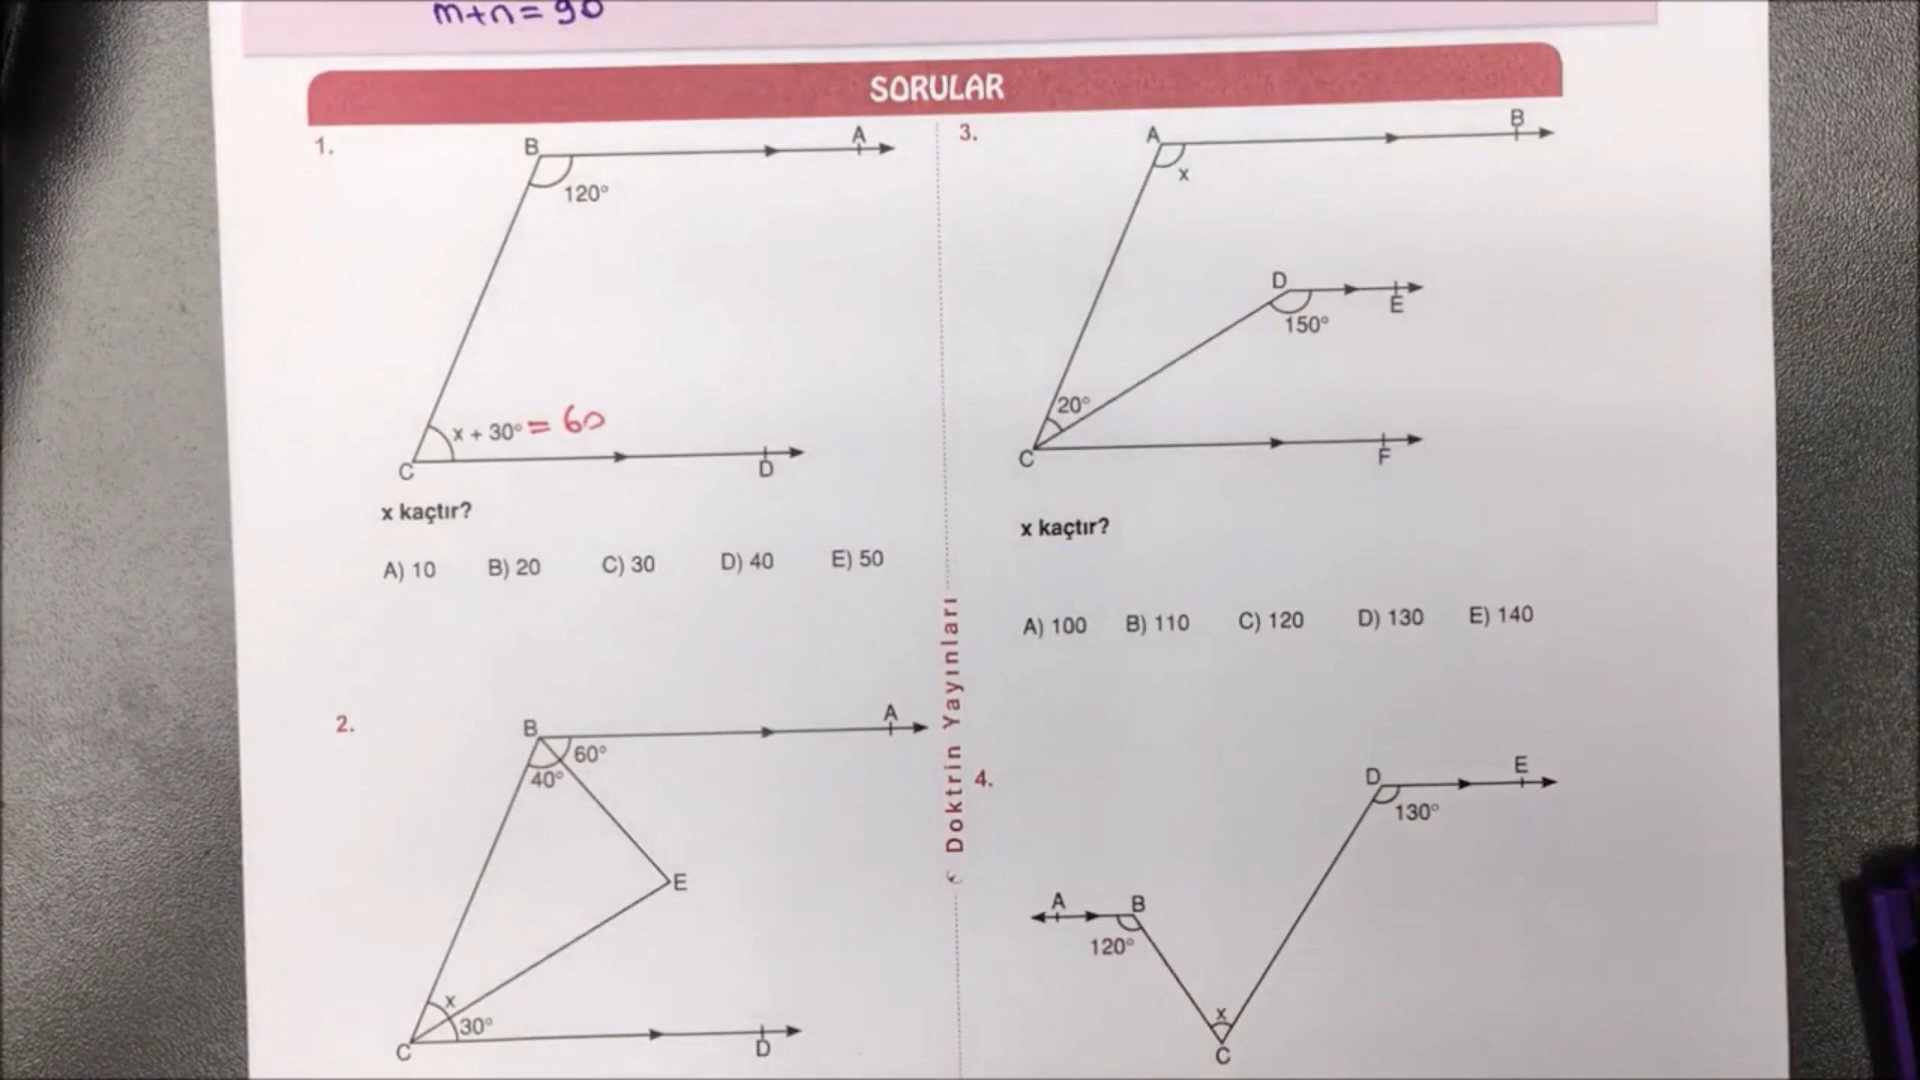 m+n=90
SORULAR
1.
B
A
120°
x + 30° = 60
C
D
x kaçtır?
A) 10 B) 20 C) 30 D) 40 E) 50
2.
B
A
60°
40°
E
x
30°
C
D
Doktrin Yayınları
3.
A
B
x
D
E
150°
20°
C
F
x kaçtır?
A) 100 B) 110 C) 120 D) 130 E) 140
4.
D
E
130°
A
B
120°
x
C